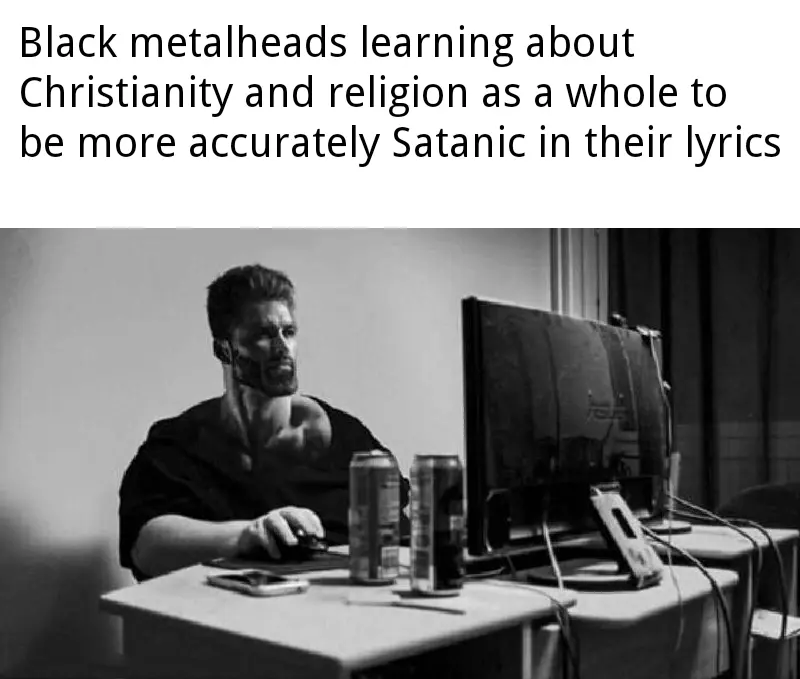 Black metalheads learning about
Christianity and religion as a whole to
be more accurately Satanic in their lyrics